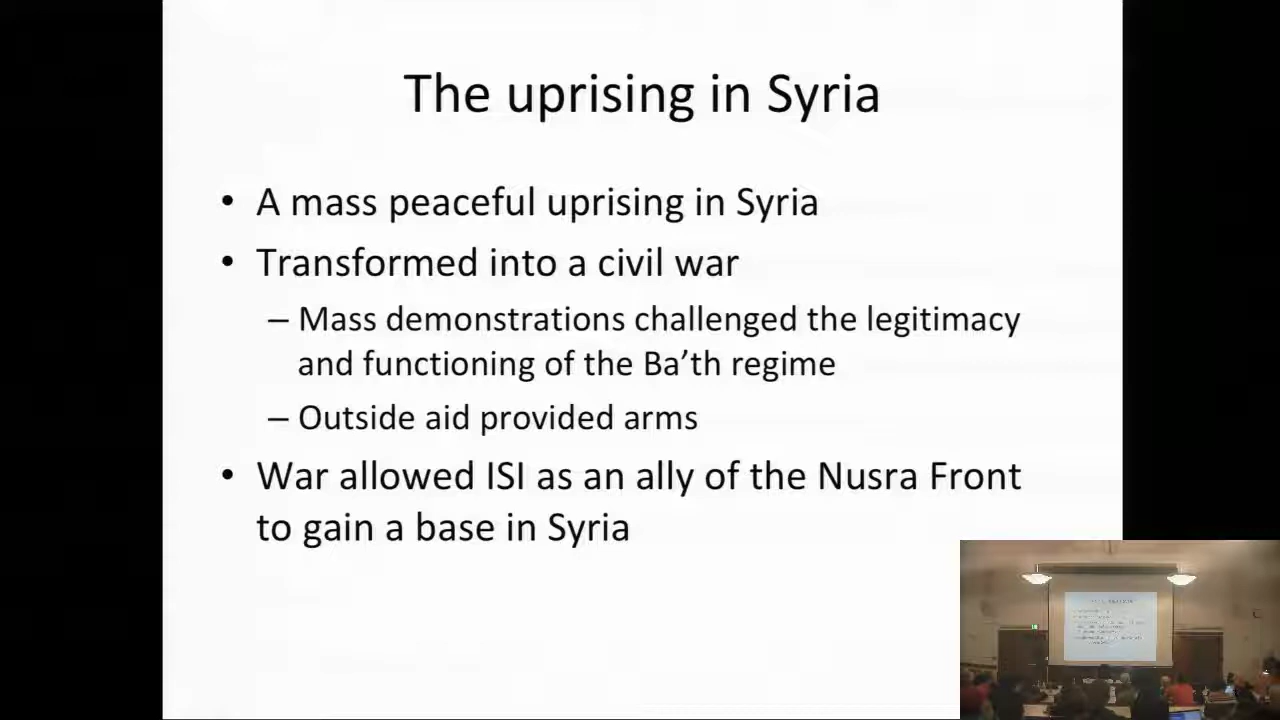 The uprising in Syria
• A mass peaceful uprising in Syria
• Transformed into a civil war
– Mass demonstrations challenged the legitimacy
and functioning of the Ba’th regime
– Outside aid provided arms
• War allowed ISI as an ally of the Nusra Front
to gain a base in Syria